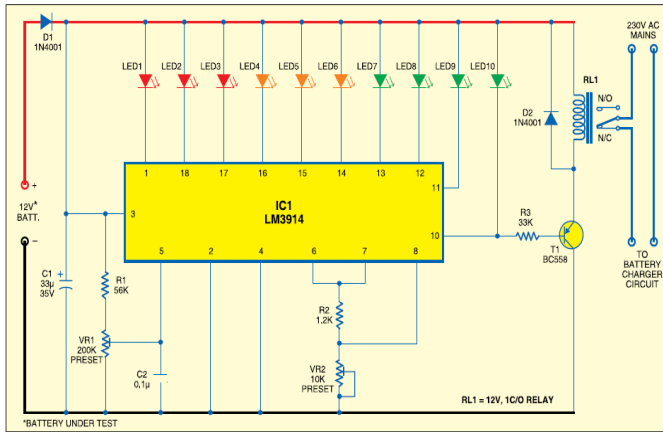 D1
1N4001
LED1
LED2
LED3
LED4
LED5
LED6
LED7
LED8
LED9
LED10
230V AC
MAINS
RL1
N/O
N/C
D2
1N4001
1
18
17
16
15
14
13
12
11
10
3
IC1
LM3914
5
2
4
6
7
8
+
12V*
BATT.
–
R3
33K
T1
BC558
TO
BATTERY
CHARGER
CIRCUIT
C1
33µ
35V
+
R1
56K
VR1
200K
PRESET
C2
0,1µ
R2
1.2K
VR2
10K
PRESET
RL1 = 12V, 1C/O RELAY
*BATTERY UNDER TEST